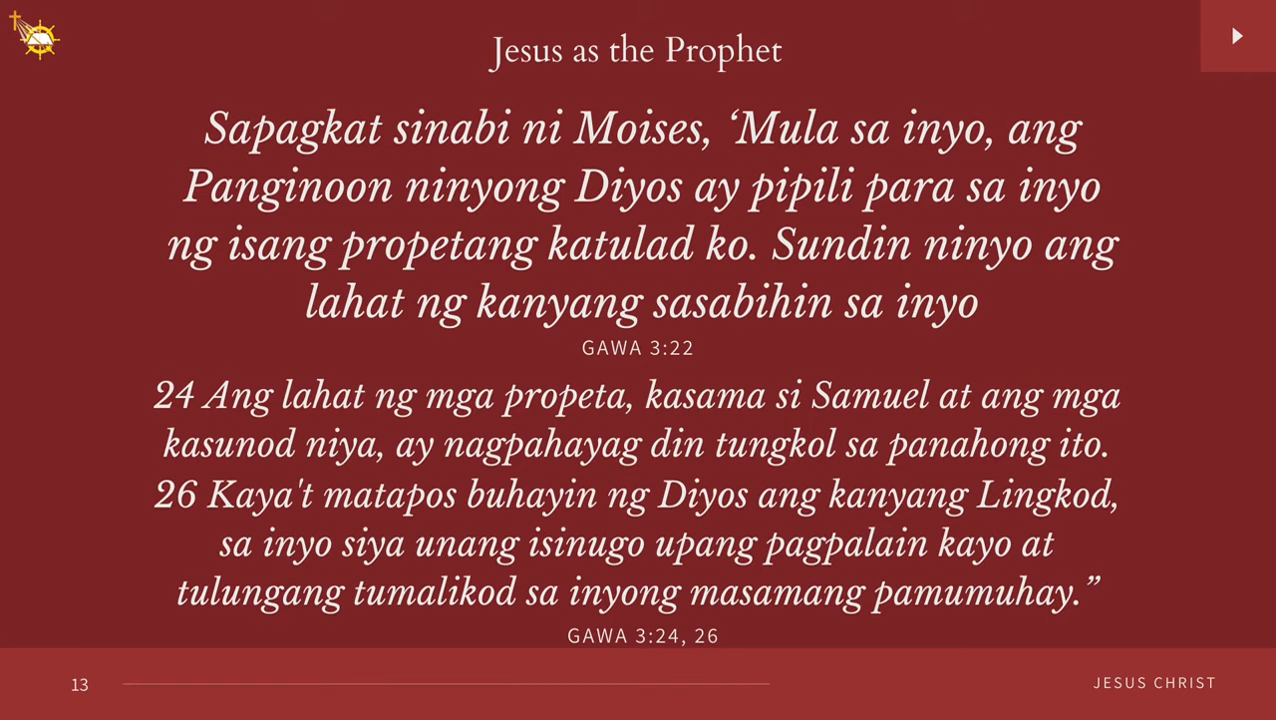 Jesus as the Prophet
Sapagkat sinabi ni Moises, ‘Mula sa inyo, ang
Panginoon ninyong Diyos ay pipili para sa inyo
ng isang propetang katulad ko. Sundin ninyo ang
lahat ng kanyang sasabihin sa inyo
GAWA 3:22
24 Ang lahat ng mga propeta, kasama si Samuel at ang mga
kasunod niya, ay nagpahayag din tungkol sa panahong ito.
26 Kaya't matapos buhayin ng Diyos ang kanyang Lingkod,
sa inyo siya unang isinugo upang pagpalain kayo at
tulungang tumalikod sa inyong masamang pamumuhay.”
GAWA 3:24, 26
13
JESUS CHRIST